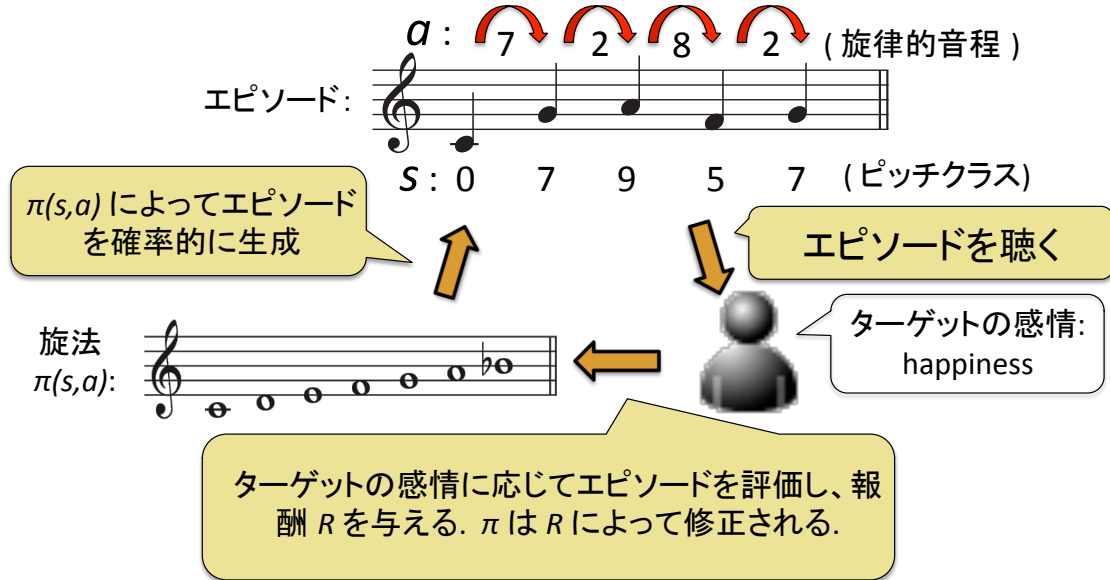 a : 7 2 8 2 ( 旋律的音程 )
エピソード:
s : 0 7 9 5 7 ( ピッチクラス)
π(s,a) によってエピソード
を確率的に生成
エピソードを聴く
ターゲットの感情:
happiness
旋法
π(s,a):
ターゲットの感情に応じてエピソードを評価し、報
酬 R を与える. π は R によって修正される.